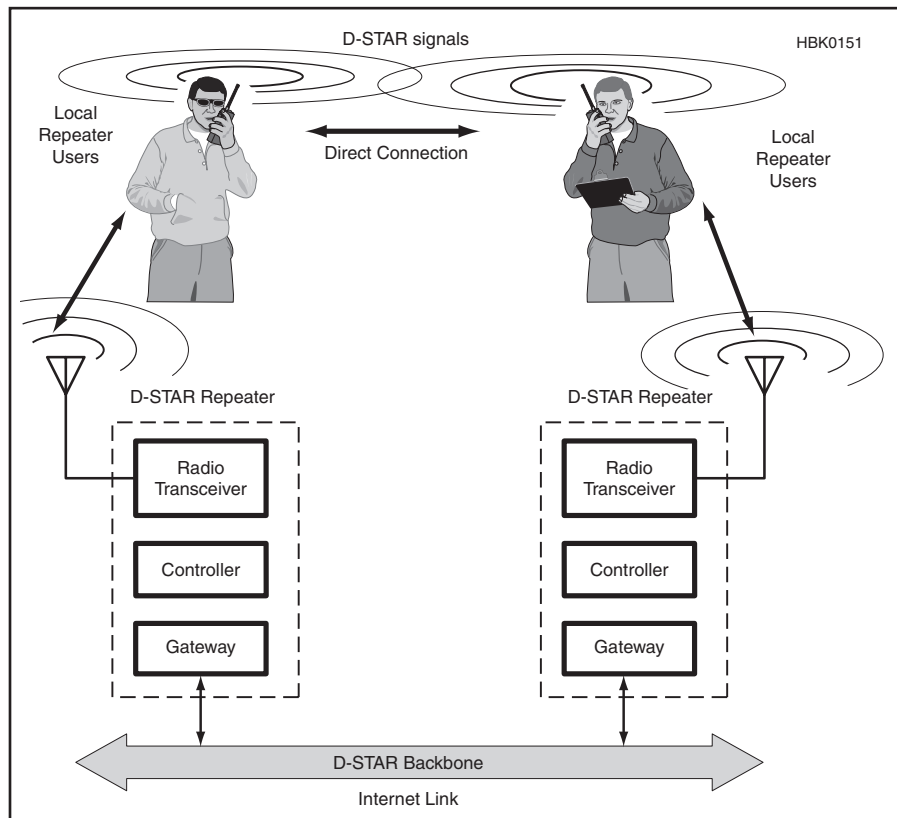 D-STAR signals
HBK0151
Local
Repeater
Users
Direct Connection
Local
Repeater
Users
D-STAR Repeater
Radio
Transceiver
Controller
Gateway
D-STAR Repeater
Radio
Transceiver
Controller
Gateway
D-STAR Backbone
Internet Link